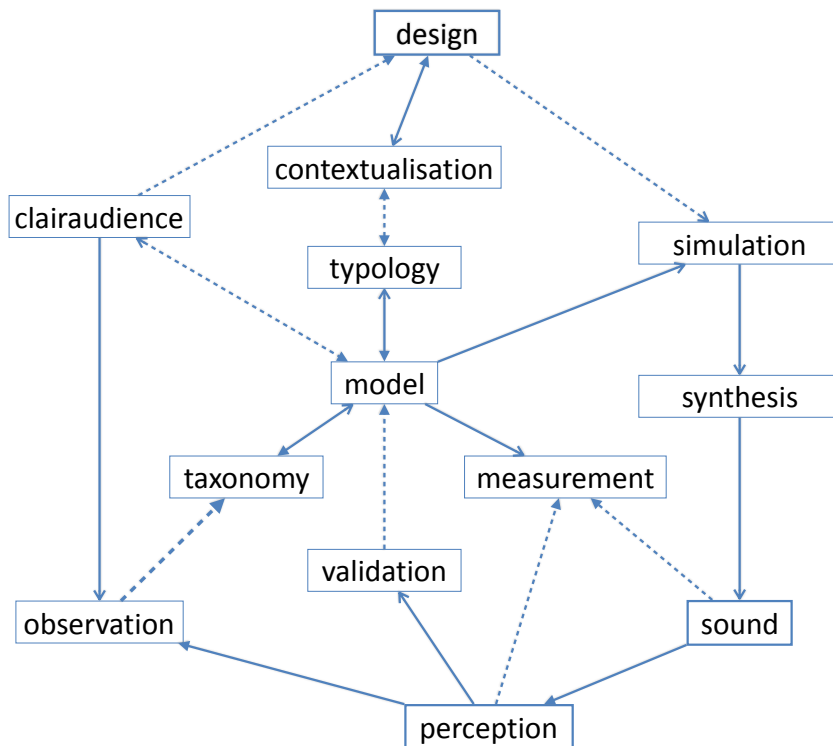 design
contextualisation
clairaudience
simulation
typology
model
synthesis
taxonomy
measurement
validation
observation
sound
perception